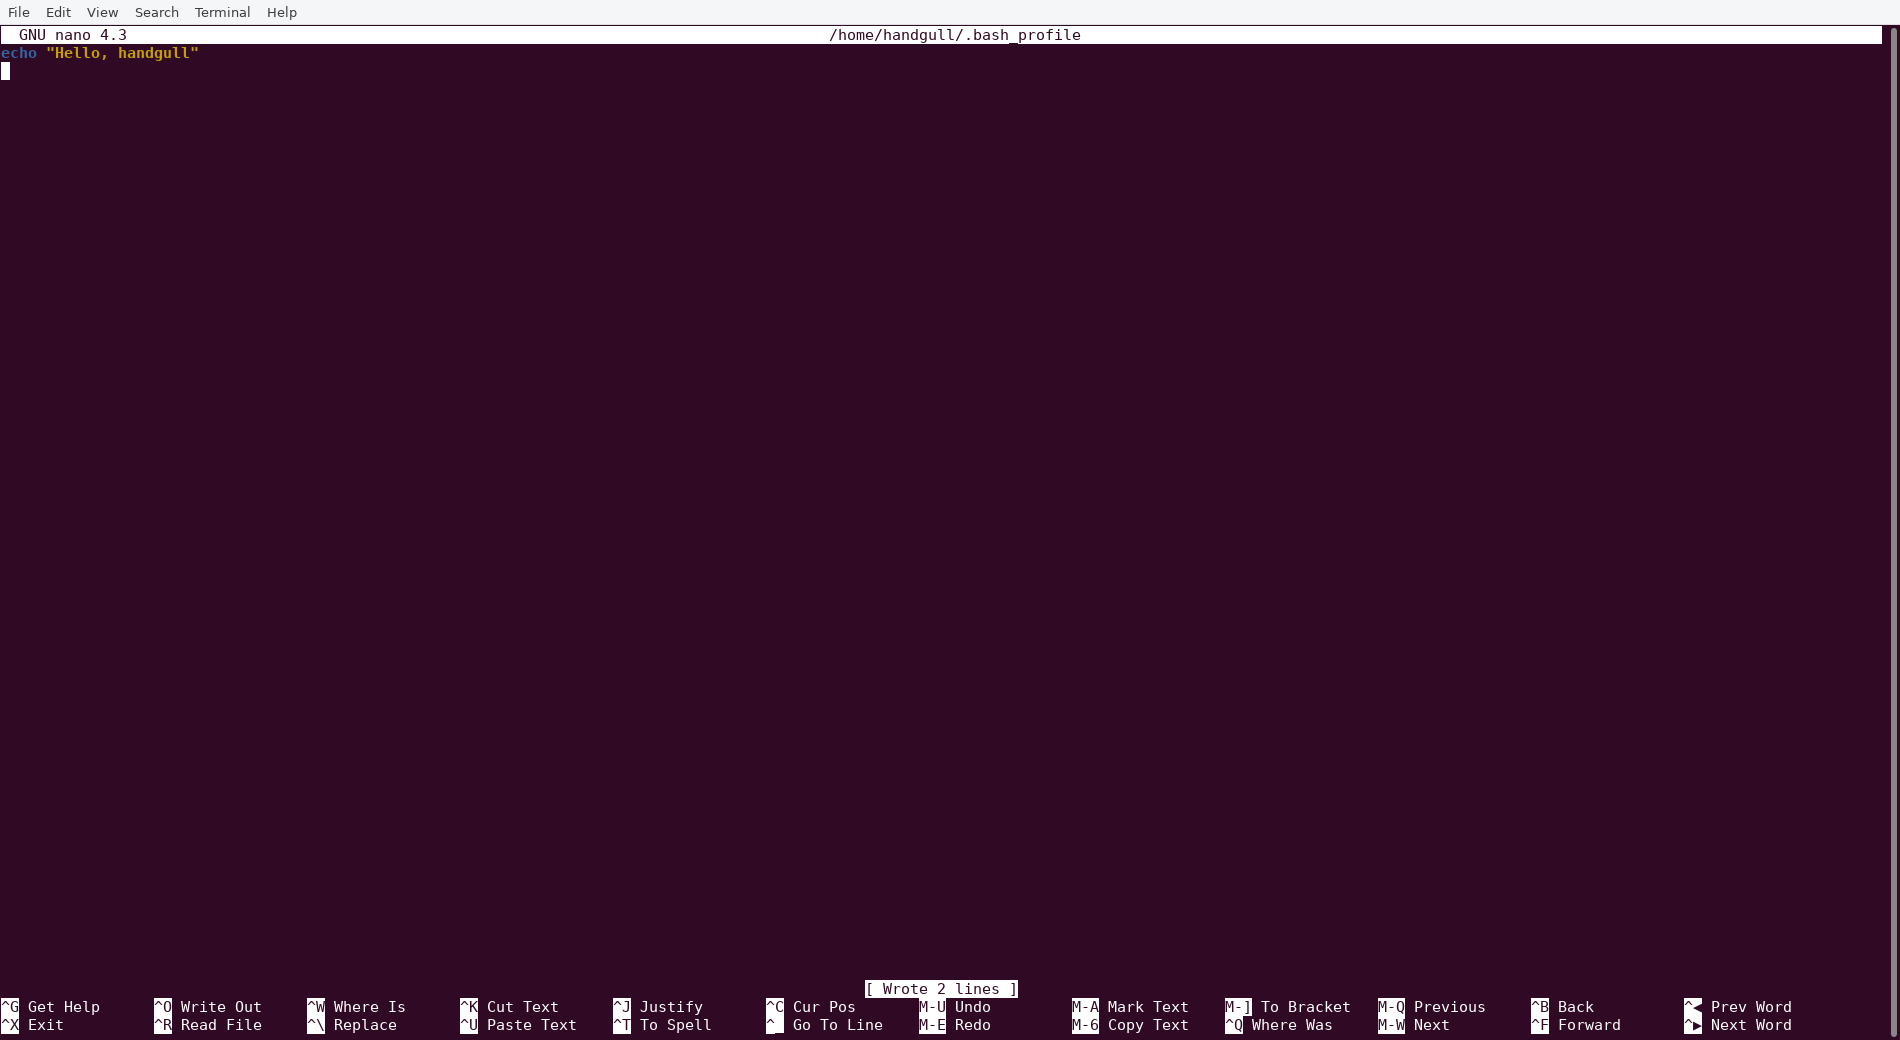 File Edit View Search Terminal Help
GNU nano 4.3 /home/handgull/.bash_profile
echo "Hello, handgull"
[ Wrote 2 lines ]
^G Get Help ^O Write Out ^W Where Is ^K Cut Text ^J Justify ^C Cur Pos M-U Undo M-A Mark Text M-] To Bracket M-Q Previous ^B Back ^◀ Prev Word
^X Exit ^R Read File ^\ Replace ^U Paste Text ^T To Spell ^_ Go To Line M-E Redo M-6 Copy Text ^Q Where Was M-W Next ^F Forward ^▶ Next Word